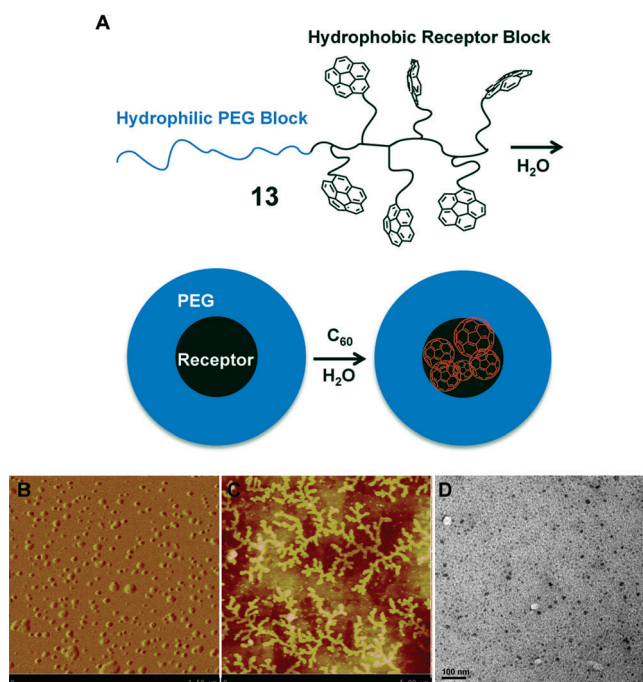 A
Hydrophobic Receptor Block
Hydrophilic PEG Block
H₂O
13
PEG
Receptor
C₆₀
H₂O
B
C
D
100 nm